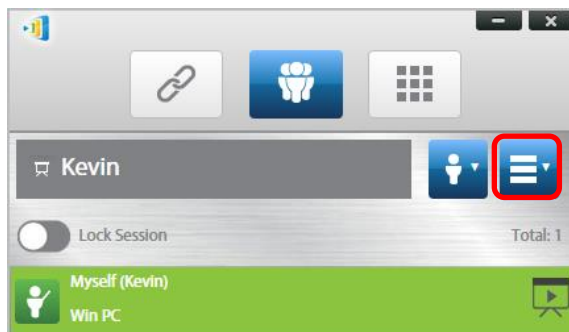 Kevin
Lock Session
Total: 1
Myself (Kevin)
Win PC